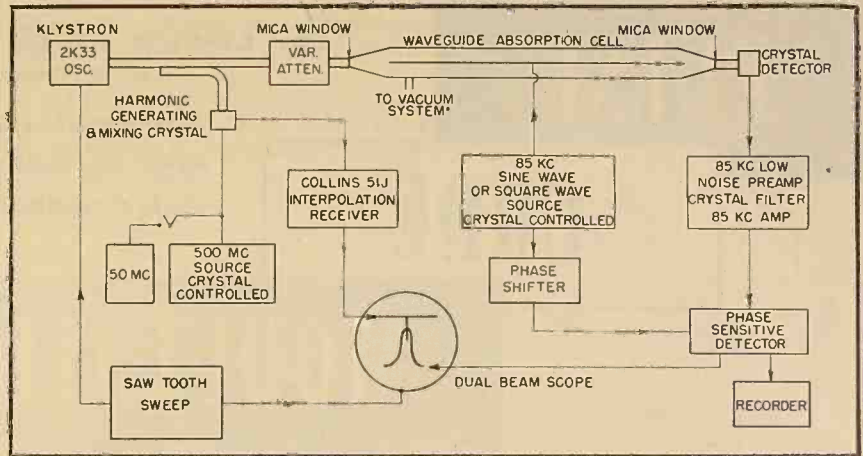 KLYSTRON
2K33
OSC.
MICA WINDOW
VAR.
ATTEN.
WAVEGUIDE ABSORPTION CELL
MICA WINDOW
CRYSTAL
DETECTOR
HARMONIC
GENERATING
& MIXING CRYSTAL
TO VACUUM
SYSTEM*
COLLINS 51J
INTERPOLATION
RECEIVER
85 KC
SINE WAVE
OR SQUARE WAVE
SOURCE
CRYSTAL CONTROLLED
85 KC LOW
NOISE PREAMP
CRYSTAL FILTER
85 KC AMP
50 MC
500 MC
SOURCE
CRYSTAL
CONTROLLED
PHASE
SHIFTER
PHASE
SENSITIVE
DETECTOR
SAW TOOTH
SWEEP
DUAL BEAM SCOPE
RECORDER